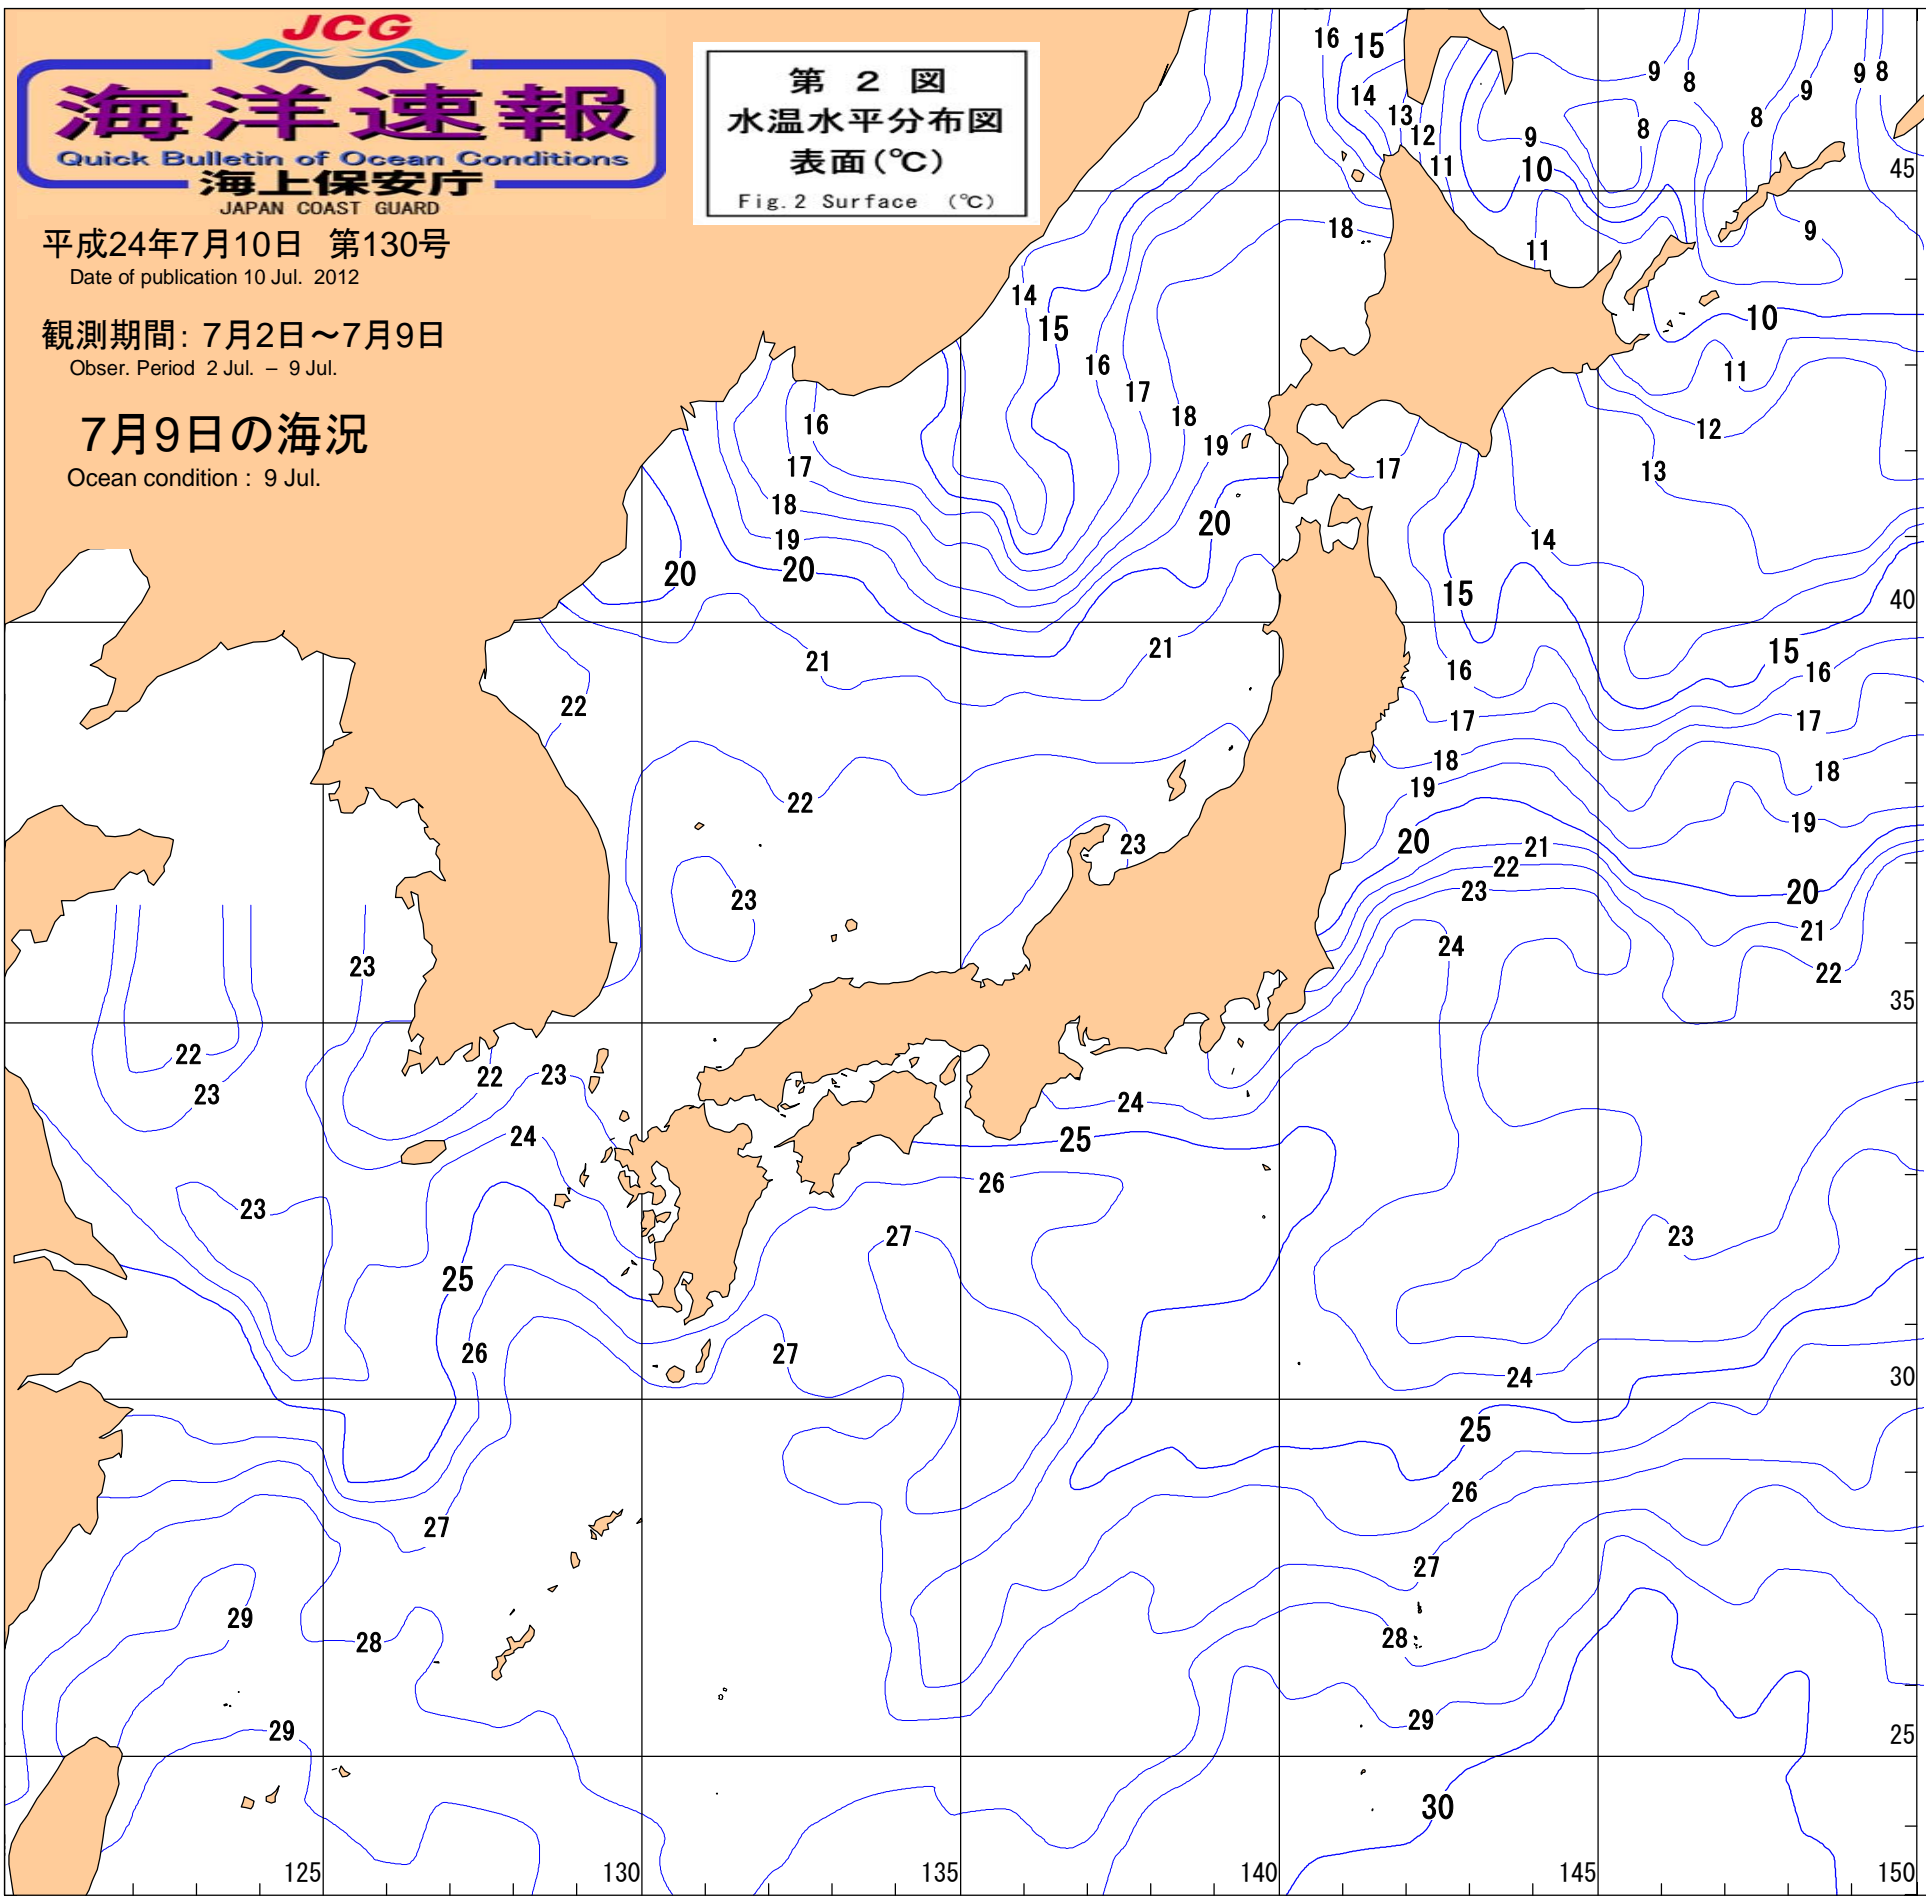 JCG
海洋速報
Quick Bulletin of Ocean Conditions
海上保安庁
JAPAN COAST GUARD
平成24年7月10日 第130号
Date of publication 10 Jul. 2012
観測期間: 7月2日~7月9日
Obser. Period 2 Jul. – 9 Jul.
7月9日の海況
Ocean condition : 9 Jul.
第 2 図
水温水平分布図
表面(℃)
Fig.2 Surface (℃)
16 15 9 8 9 8
14 9
13 12 9 8 8
11 10 45
18 11 9
14 15 10
16 11
17
18 12
16 19
17 17 13
18 20
19 14
20 20 15 40
21 21 15
16 16
22 17 17
18 18
22 19
19
23 20 21
22
23 23 20
24 21
23 22
35
22
22 23
23 24
24 25
26
23 27 23
25
26 27
24 30
25
26
27
27
29
28 28
29 29
25
30
125 130 135 140 145 150